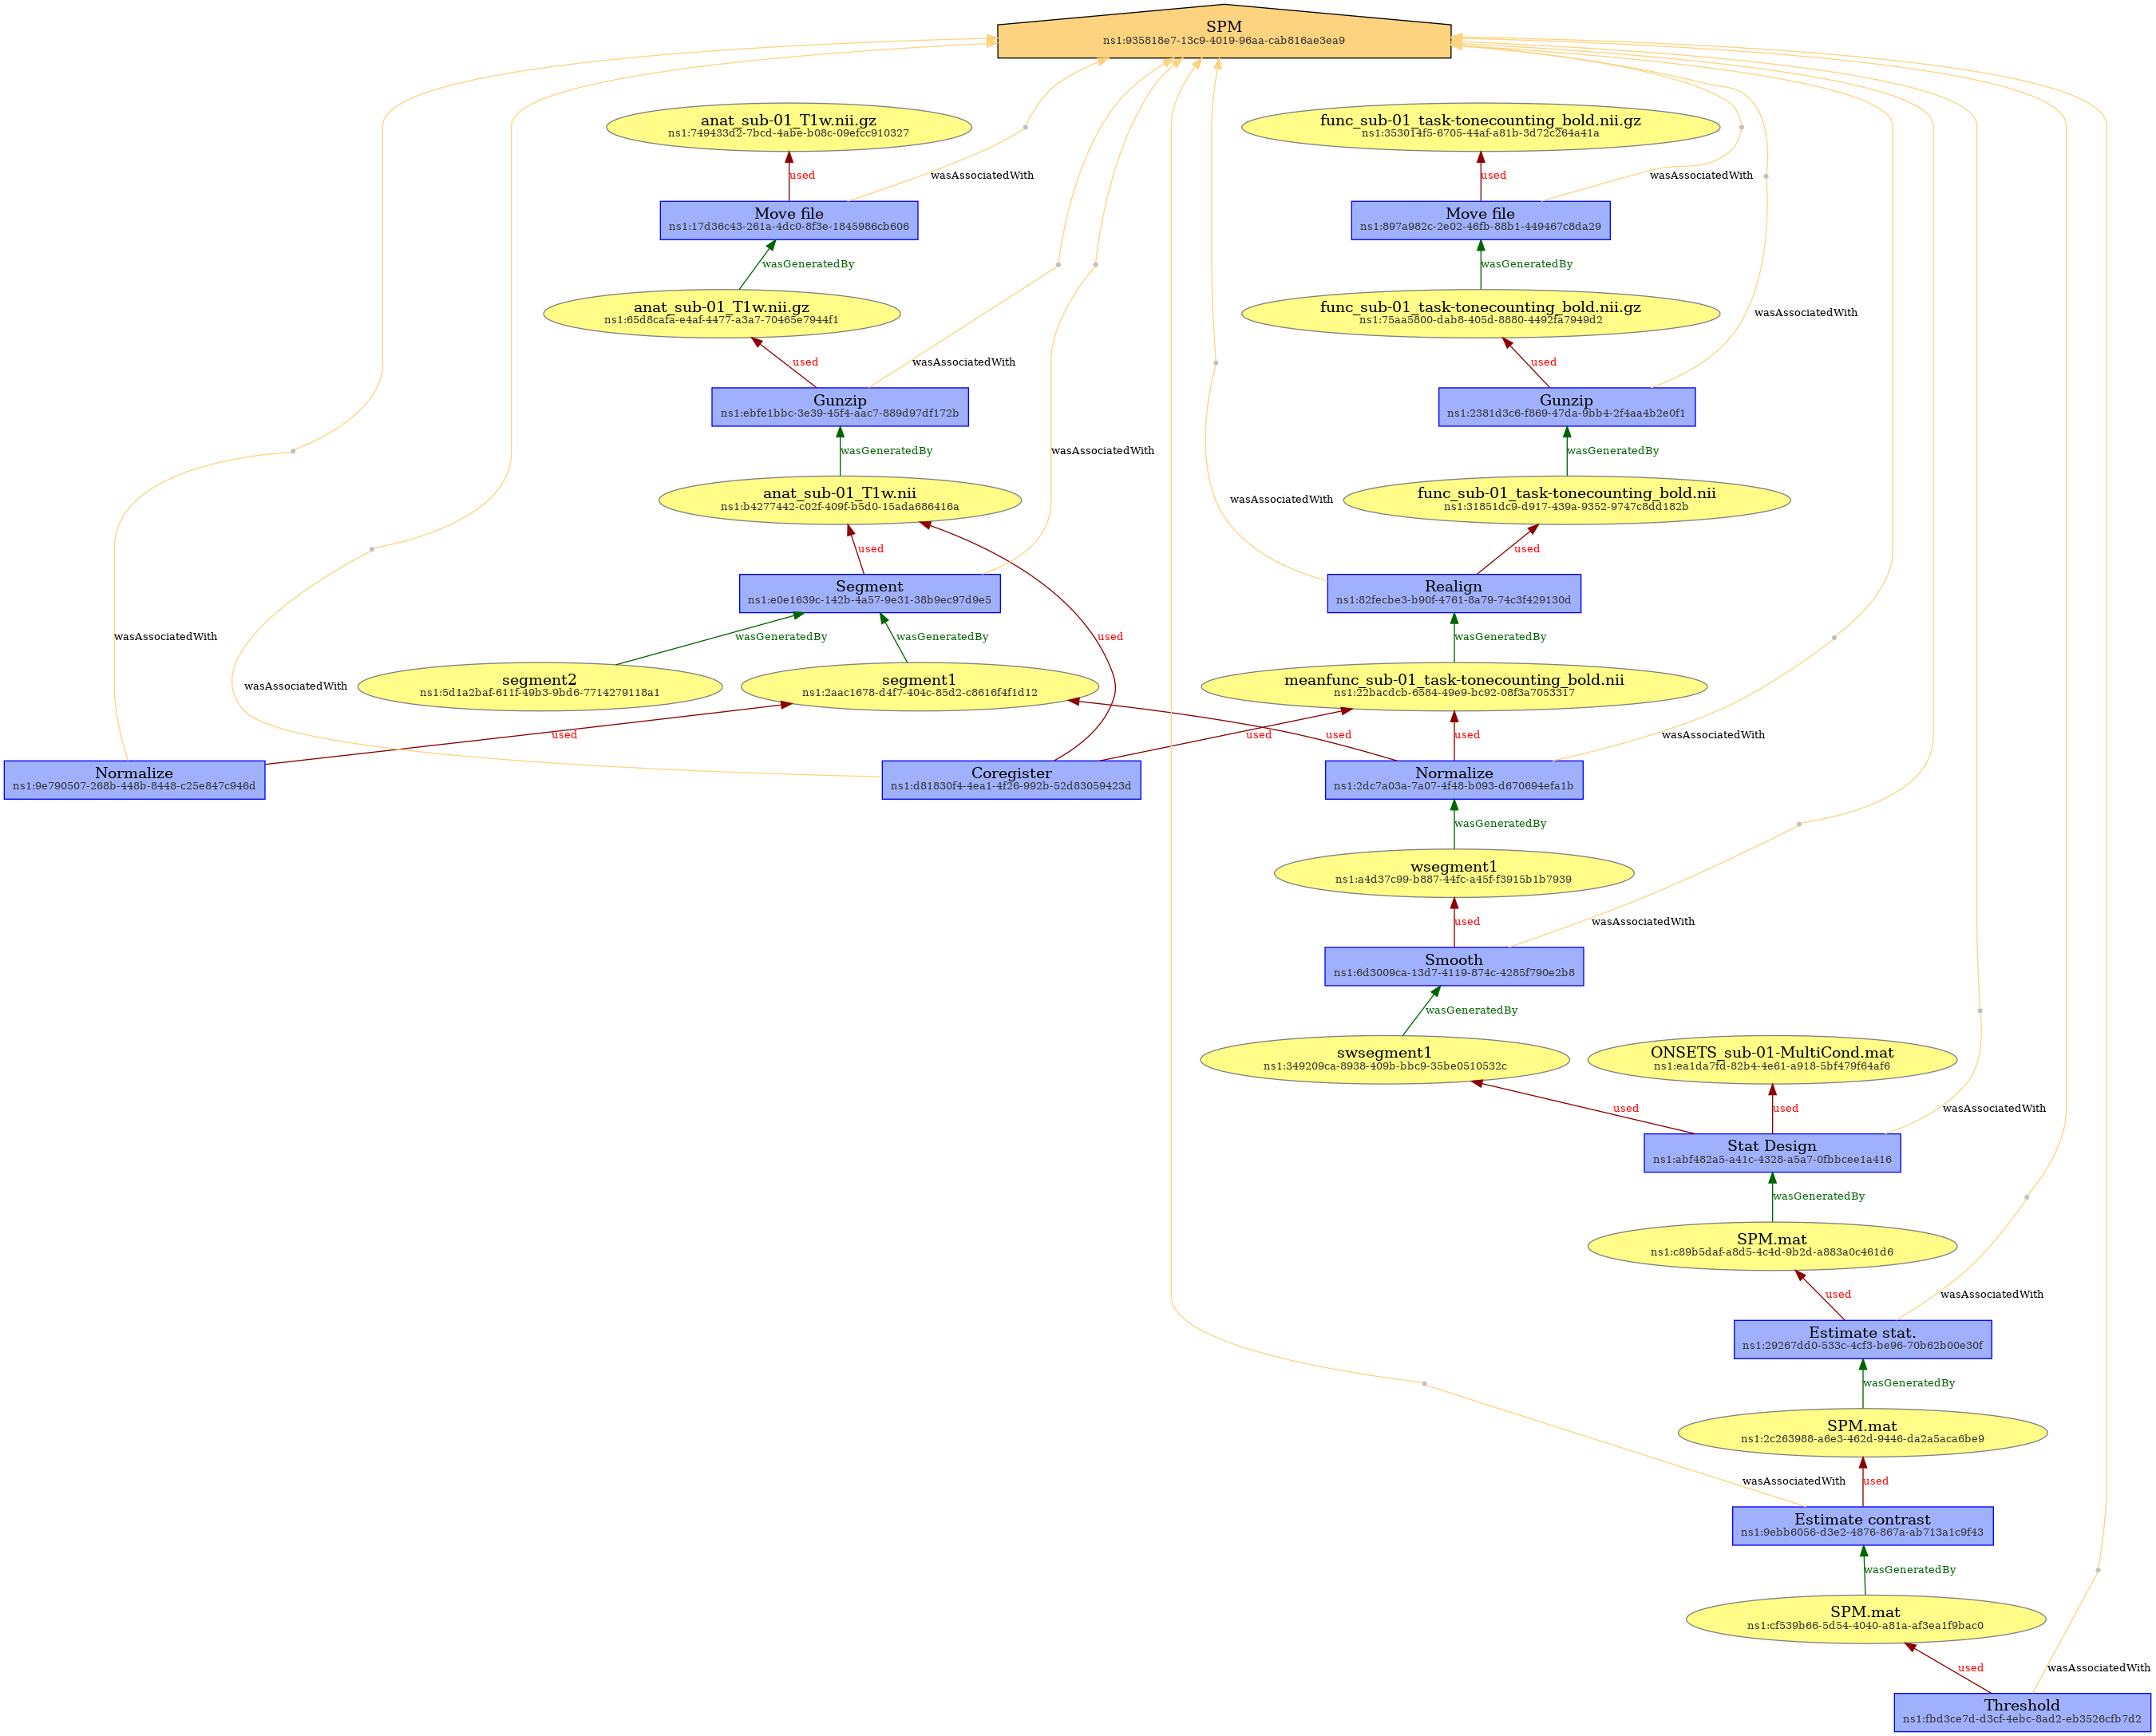 SPM
ns1:935818e7-13c9-4019-96aa-cab816ae3ea9
anat_sub-01_T1w.nii.gz
ns1:749433d2-7bcd-4abe-b08c-09efcc910327
func_sub-01_task-tonecounting_bold.nii.gz
ns1:353014f5-6705-44af-a81b-3d72c264a41a
used
wasAssociatedWith
used
wasAssociatedWith
Move file
ns1:17d36c43-261a-4dc0-8f3e-1845986cb606
Move file
ns1:897a982c-2e02-46fb-88b1-449467c8da29
wasGeneratedBy
wasGeneratedBy
anat_sub-01_T1w.nii.gz
ns1:65d8cafa-e4af-4477-a3a7-70465e7944f1
func_sub-01_task-tonecounting_bold.nii.gz
ns1:75aa5800-dab8-405d-8880-4492fa7949d2
wasAssociatedWith
used
wasAssociatedWith
used
Gunzip
ns1:ebfe1bbc-3e39-45f4-aac7-889d97df172b
Gunzip
ns1:2381d3c6-f869-47da-9bb4-2f4aa4b2e0f1
wasGeneratedBy
wasAssociatedWith
wasGeneratedBy
anat_sub-01_T1w.nii
ns1:b4277442-c02f-409f-b5d0-15ada686416a
wasAssociatedWith
func_sub-01_task-tonecounting_bold.nii
ns1:31851dc9-d917-439a-9352-9747c8dd182b
used
used
Segment
ns1:e0e1639c-142b-4a57-9e31-38b9ec97d9e5
Realign
ns1:82fecbe3-b90f-4761-8a79-74c3f429130d
wasAssociatedWith
wasGeneratedBy
wasGeneratedBy
used
wasGeneratedBy
wasAssociatedWith
segment2
ns1:5d1a2baf-611f-49b3-9bd6-7714279118a1
segment1
ns1:2aac1678-d4f7-404c-85d2-c8616f4f1d12
meanfunc_sub-01_task-tonecounting_bold.nii
ns1:22bacdcb-6584-49e9-bc92-08f3a7053317
used
used
used
used
wasAssociatedWith
Normalize
ns1:9e790507-268b-448b-8448-c25e847c946d
Coregister
ns1:d81830f4-4ea1-4f26-992b-52d83059423d
Normalize
ns1:2dc7a03a-7a07-4f48-b093-d670694efa1b
wasGeneratedBy
wsegment1
ns1:a4d37c99-b887-44fc-a45f-f3915b1b7939
used
wasAssociatedWith
Smooth
ns1:6d3009ca-13d7-4119-874c-4285f790e2b8
wasGeneratedBy
swsegment1
ns1:349209ca-8938-409b-bbc9-35be0510532c
ONSETS_sub-01-MultiCond.mat
ns1:ea1da7fd-82b4-4e61-a918-5bf479f64af6
used
used
wasAssociatedWith
Stat Design
ns1:abf482a5-a41c-4328-a5a7-0fbbcee1a416
wasGeneratedBy
SPM.mat
ns1:c89b5daf-a8d5-4c4d-9b2d-a883a0c461d6
used
wasAssociatedWith
Estimate stat.
ns1:29267dd0-533c-4cf3-be96-70b62b00e30f
wasGeneratedBy
SPM.mat
ns1:2c263988-a6e3-462d-9446-da2a5aca6be9
wasAssociatedWith
used
Estimate contrast
ns1:9ebb6056-d3e2-4876-867a-ab713a1c9f43
wasGeneratedBy
SPM.mat
ns1:cf539b66-5d54-4040-a81a-af3ea1f9bac0
used
wasAssociatedWith
Threshold
ns1:fbd3ce7d-d3cf-4ebc-8ad2-eb3526cfb7d2